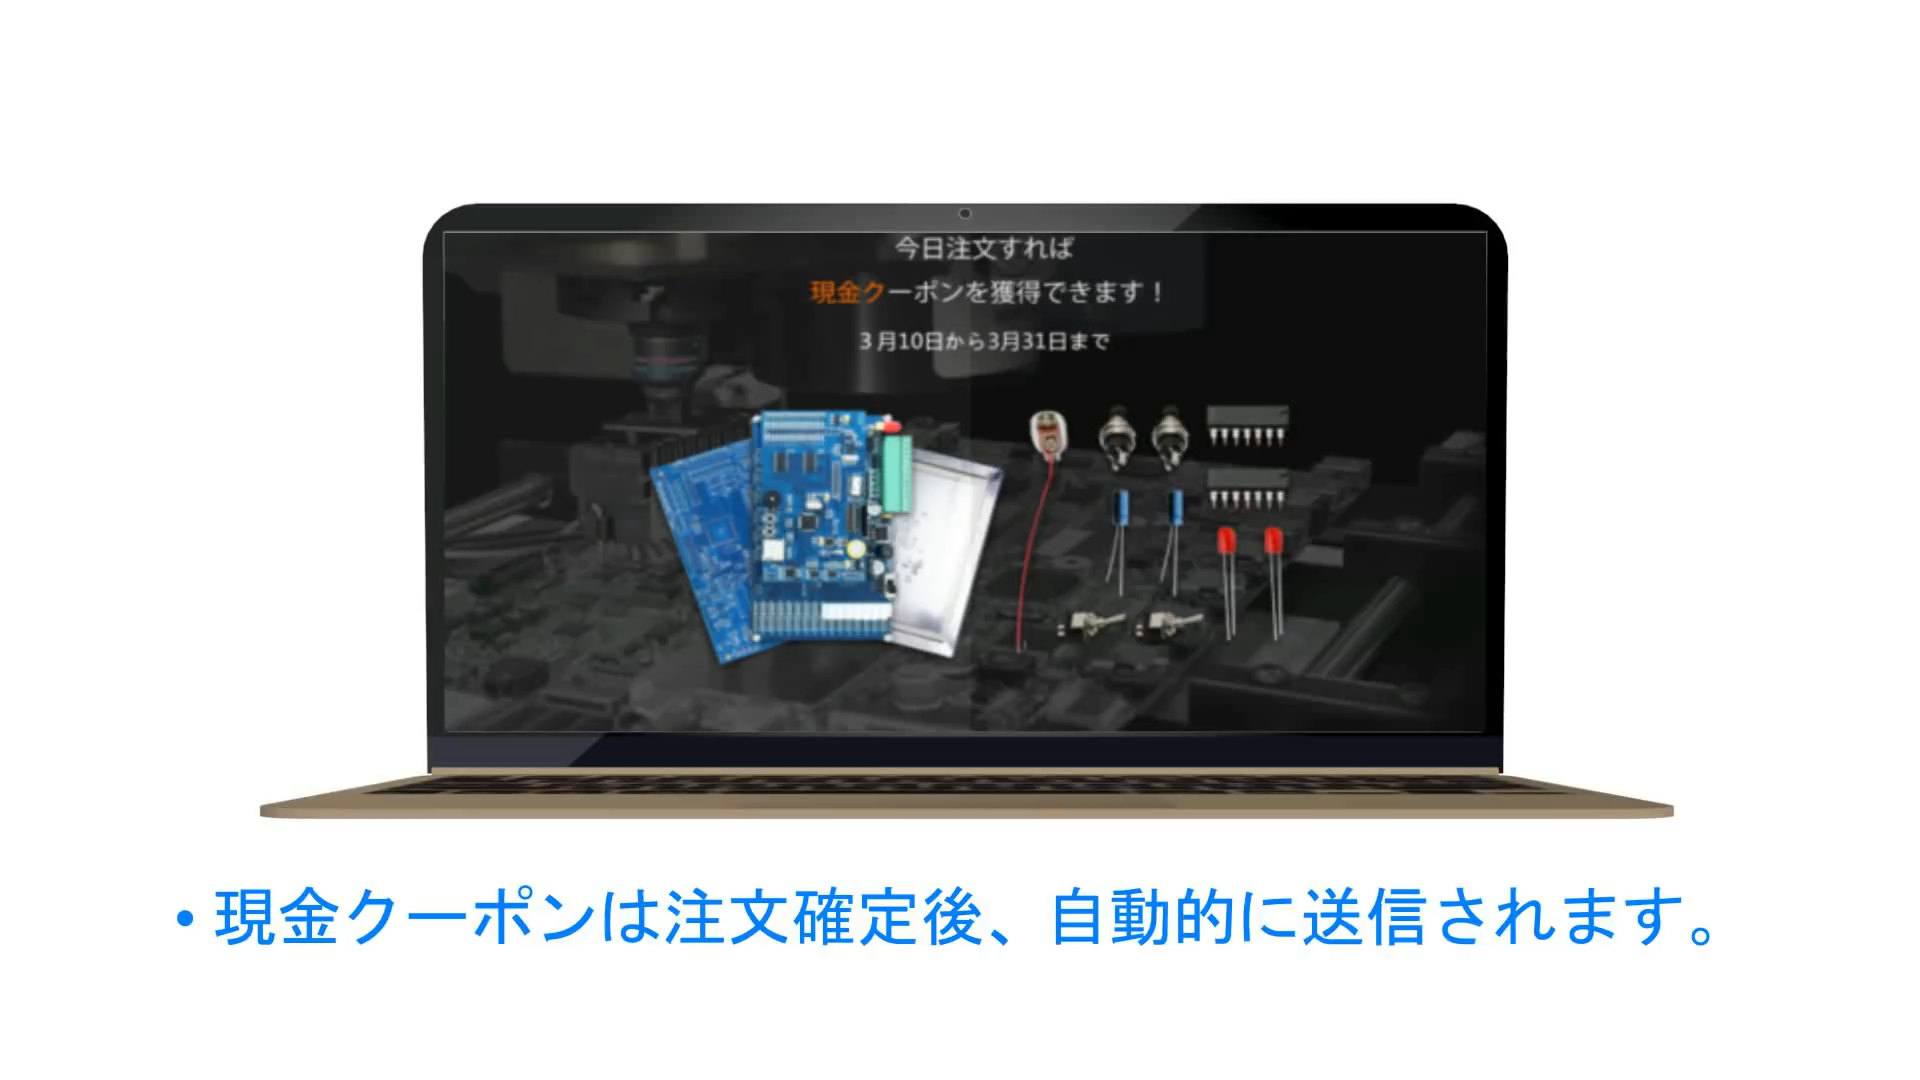 今日注文すれば
現金クーポンを獲得できます！
3月10日から3月31日まで
• 現金クーポンは注文確定後、自動的に送信されます。